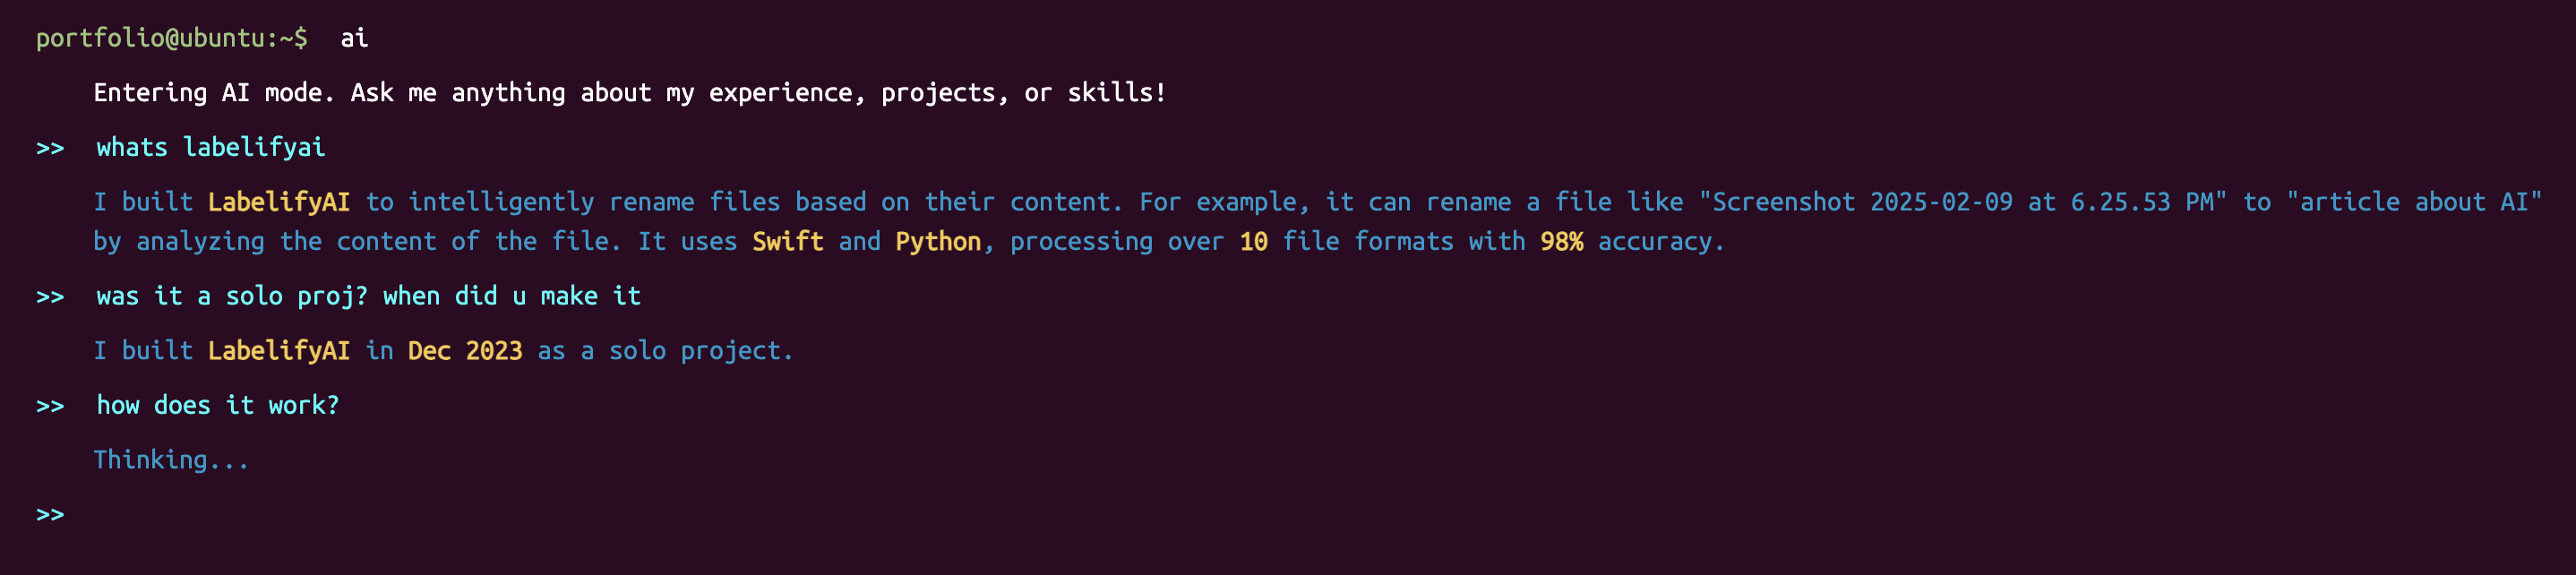 portfolio@ubuntu:~$ ai
Entering AI mode. Ask me anything about my experience, projects, or skills!
>> whats labelifyai
I built LabelifyAI to intelligently rename files based on their content. For example, it can rename a file like "Screenshot 2025-02-09 at 6.25.53 PM" to "article about AI"
by analyzing the content of the file. It uses Swift and Python, processing over 10 file formats with 98% accuracy.
>> was it a solo proj? when did u make it
I built LabelifyAI in Dec 2023 as a solo project.
>> how does it work?
Thinking...
>>